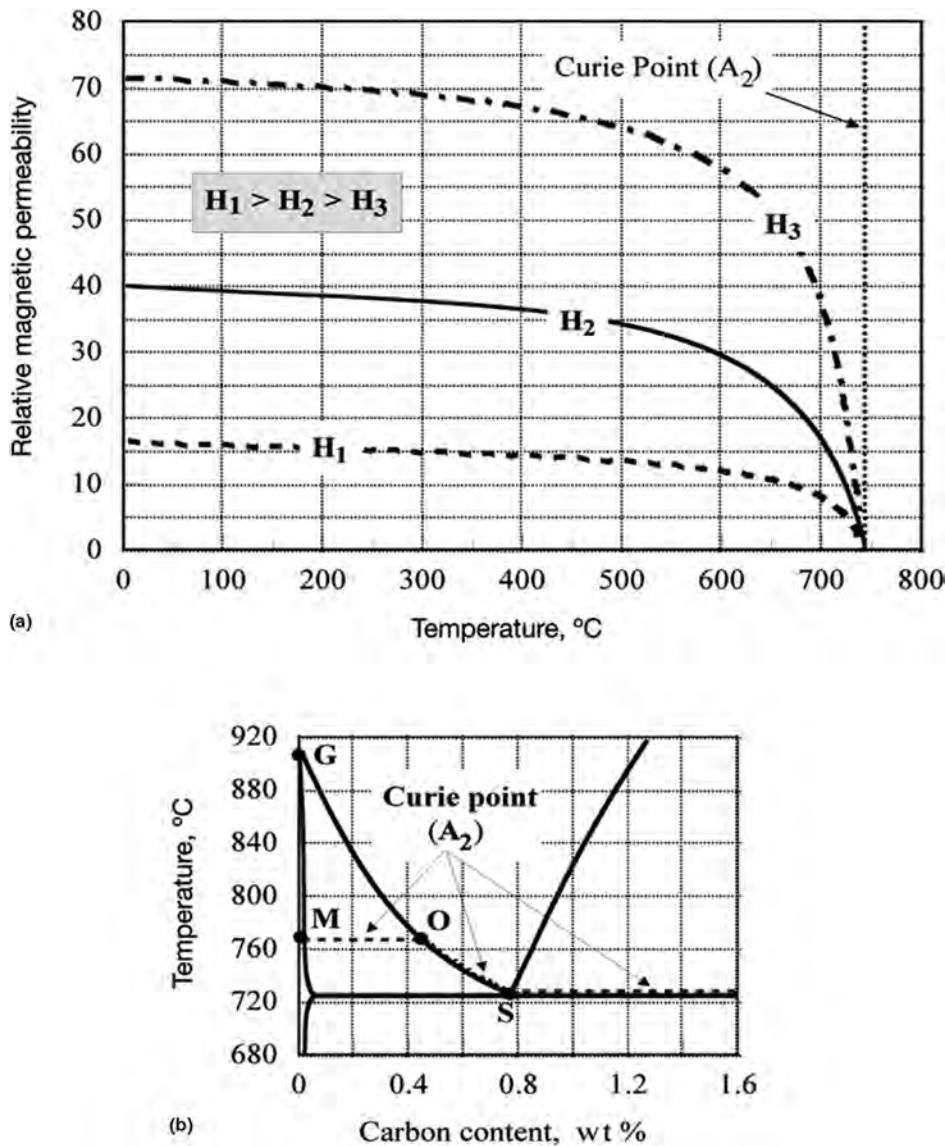 80
70
60
50
40
30
20
10
0
Relative magnetic permeability
Curie Point (A2)
H1 > H2 > H3
H3
H2
H1
0 100 200 300 400 500 600 700 800
(a)
Temperature, ºC
920
880
840
800
760
720
680
Temperature, ºC
G
Curie point
(A2)
M
O
S
0 0.4 0.8 1.2 1.6
(b)
Carbon content, wt %